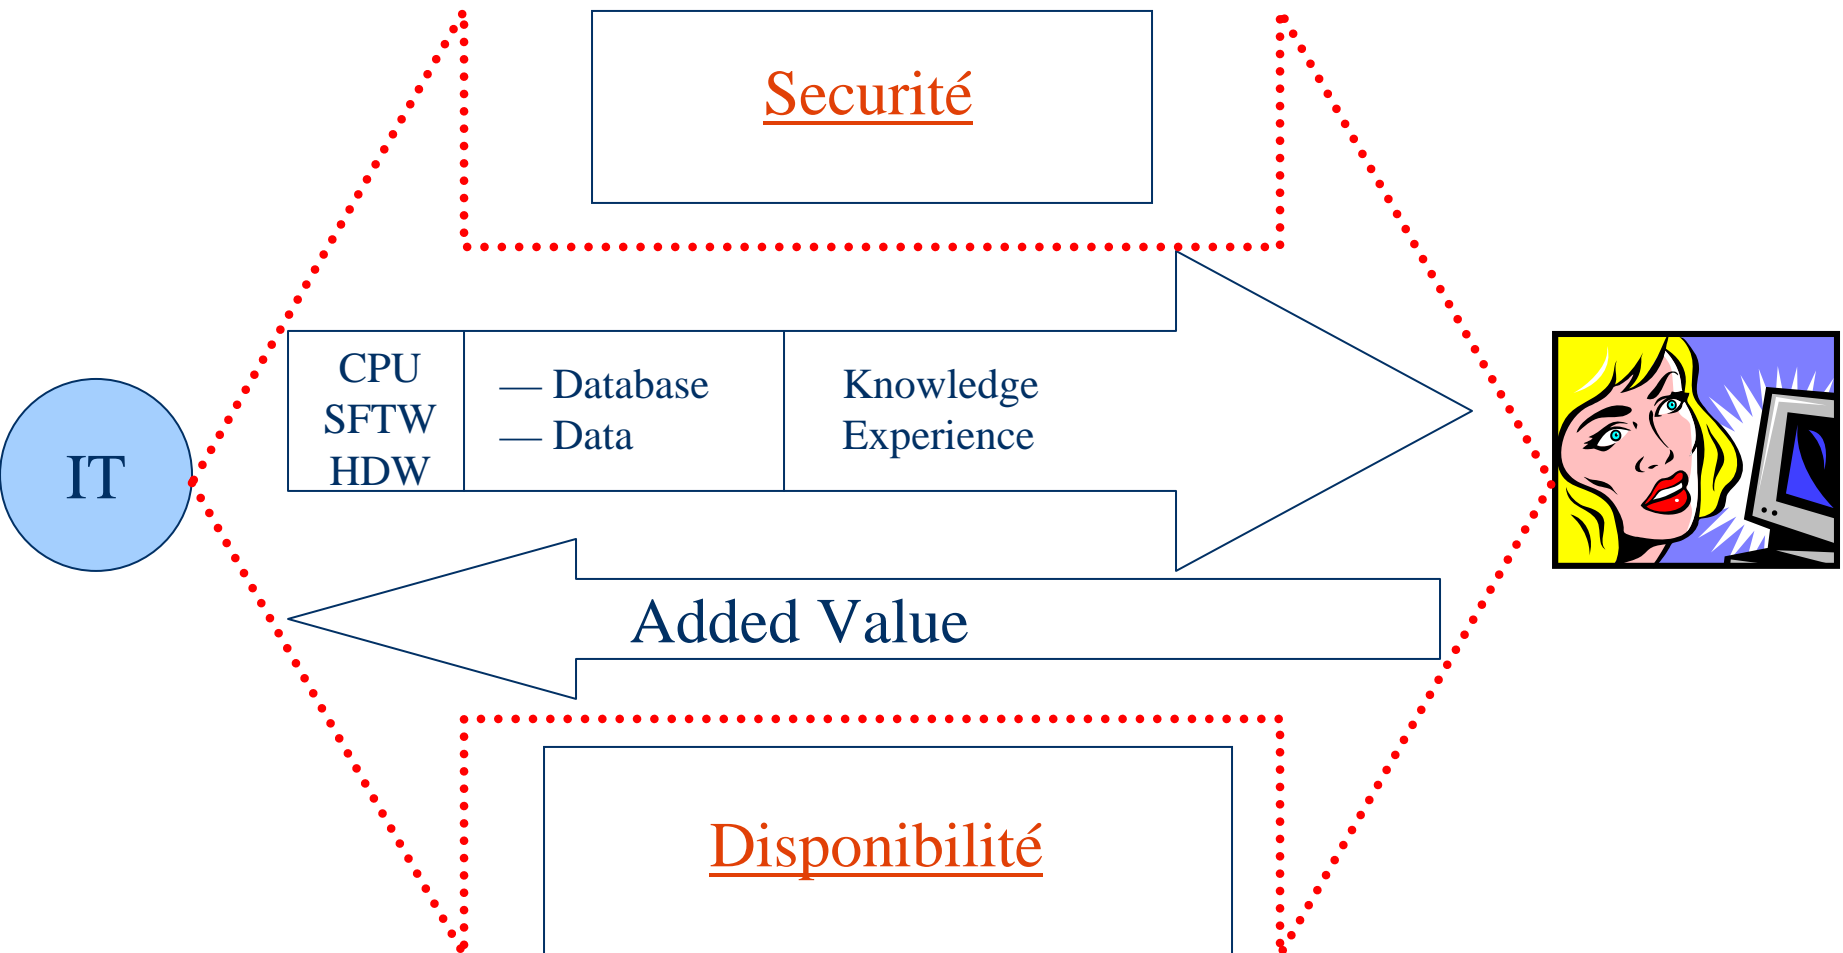 Securité
CPU
SFTW
HDW
— Database
— Data
Knowledge
Experience
IT
Added Value
Disponibilité